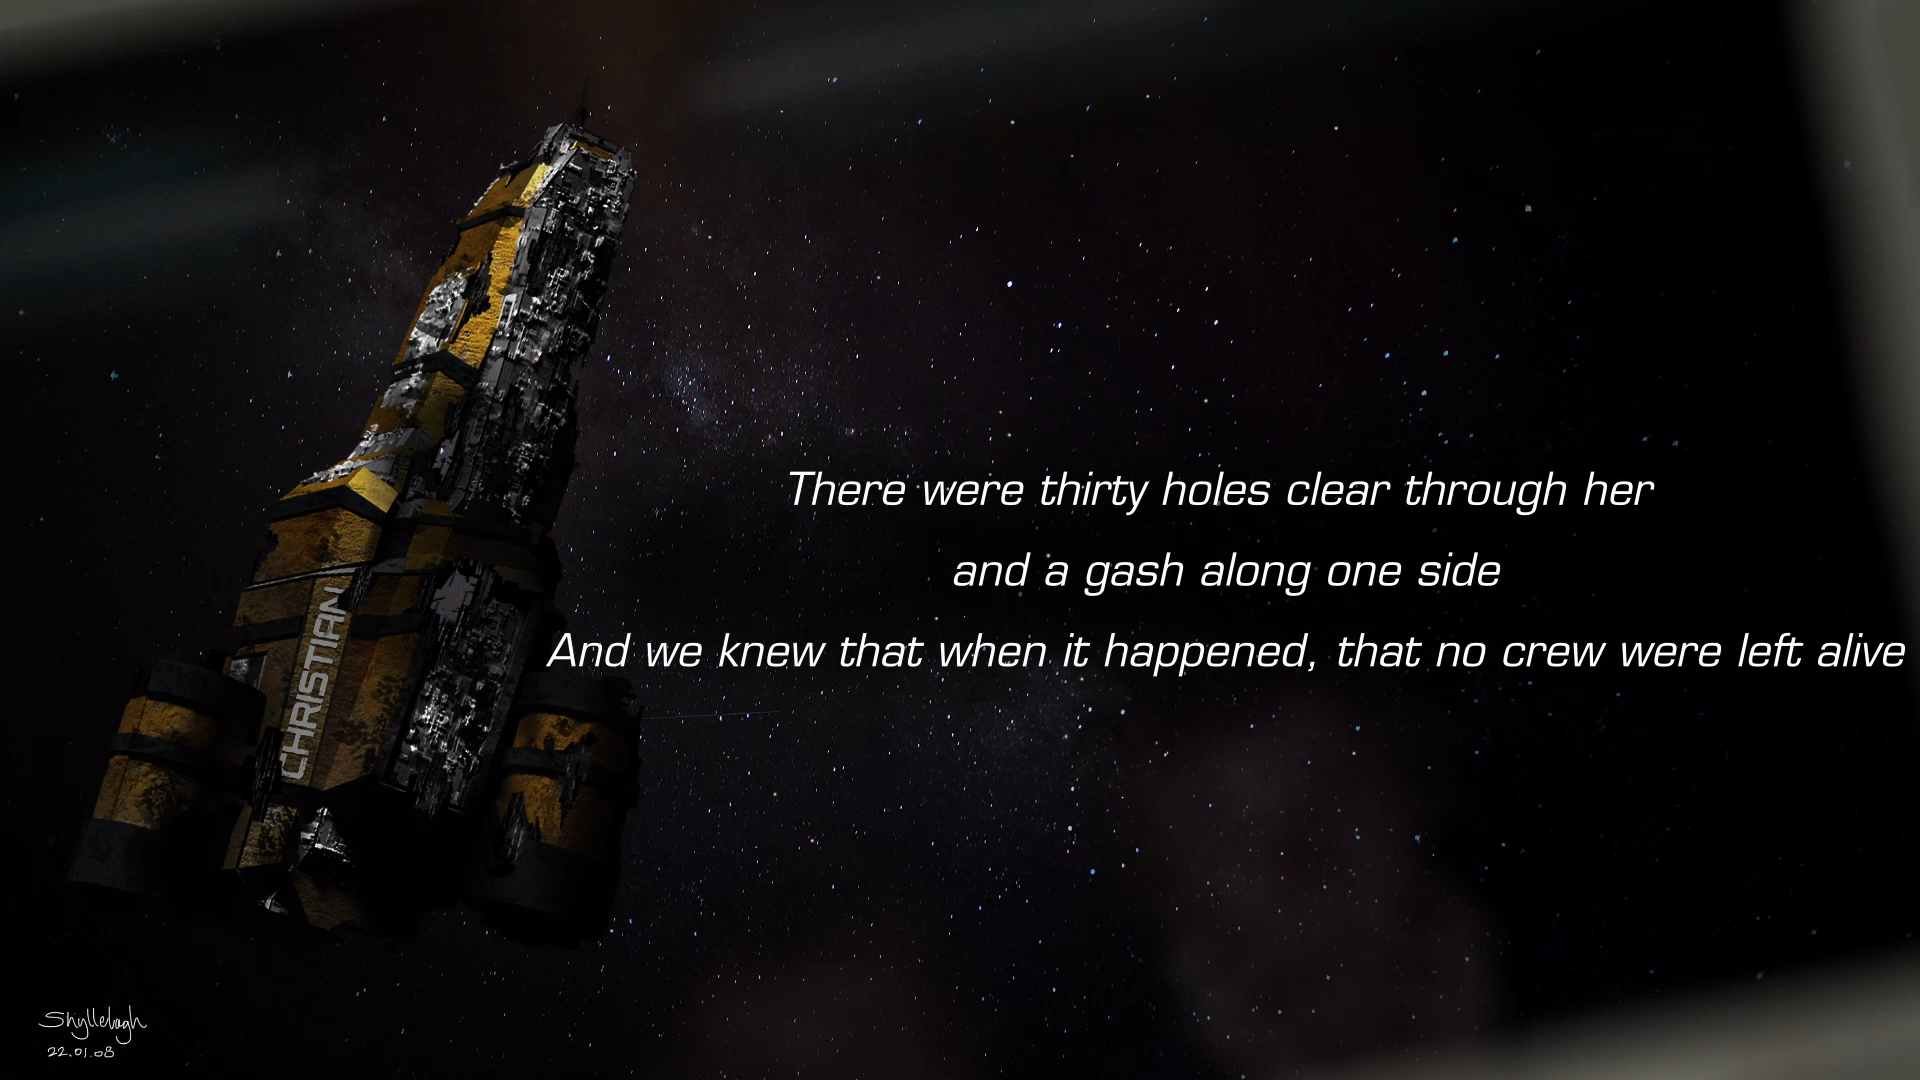 There were thirty holes clear through her
and a gash along one side
And we knew that when it happened, that no crew were left alive
CHRISTIAN
Shyllebagh
22.01.08